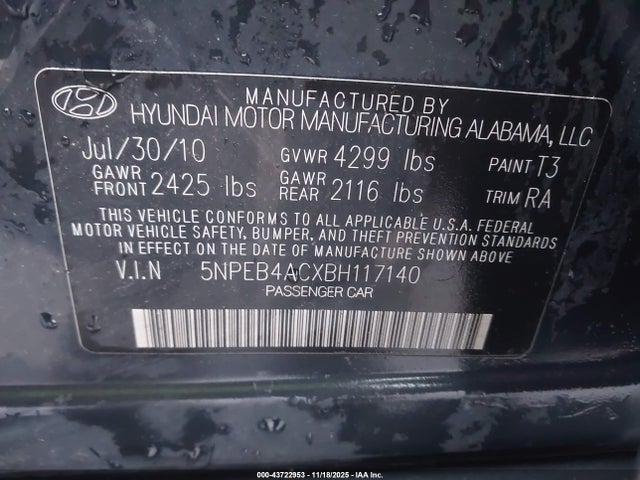 MANUFACTURED BY
HYUNDAI MOTOR MANUFACTURING ALABAMA, LLC
Jul/30/10 GVWR 4299 lbs PAINT T3
GAWR FRONT 2425 lbs GAWR REAR 2116 lbs TRIM RA
THIS VEHICLE CONFORMS TO ALL APPLICABLE U.S.A. FEDERAL
MOTOR VEHICLE SAFETY, BUMPER, AND THEFT PREVENTION STANDARDS
IN EFFECT ON THE DATE OF MANUFACTURE SHOWN ABOVE
V.I.N 5NPEB4ACXBH117140
PASSENGER CAR
000-43722953 - 11/18/2025 - IAA Inc.